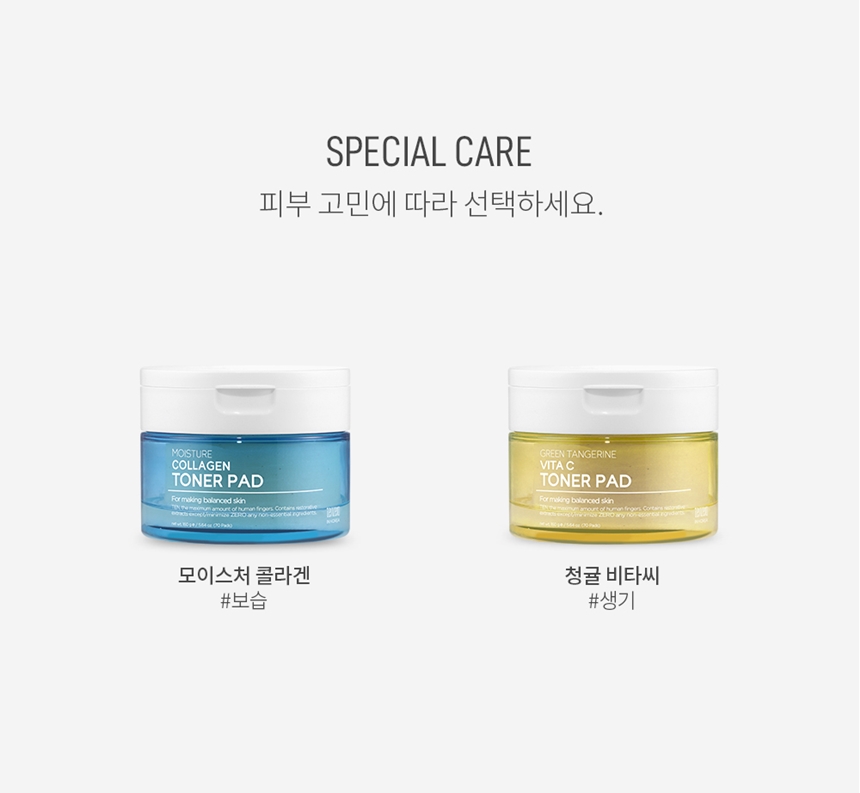 SPECIAL CARE
피부 고민에 따라 선택하세요.
MOISTURE
COLLAGEN
TONER PAD
For making balanced skin
모이스처 콜라겐
#보습
GREEN TANGERINE
VITA C
TONER PAD
For making balanced skin
청귤 비타씨
#생기